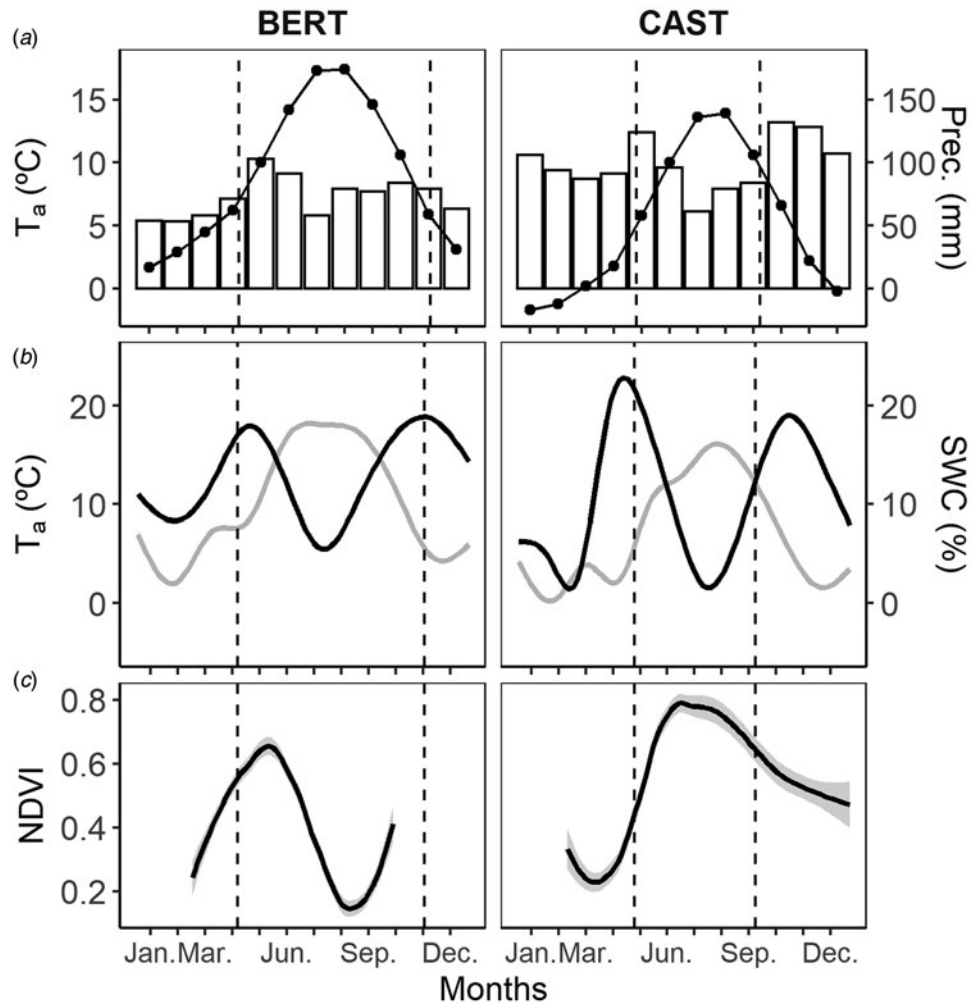 BERT
CAST
(a)
Ta (ºC)
15
10
5
0
150
100
50
0
Prec. (mm)
(b)
Ta (ºC)
20
10
0
20
10
0
SWC (%)
(c)
NDVI
0.8
0.6
0.4
0.2
Jan. Mar. Jun. Sep. Dec.
Jan. Mar. Jun. Sep. Dec.
Months